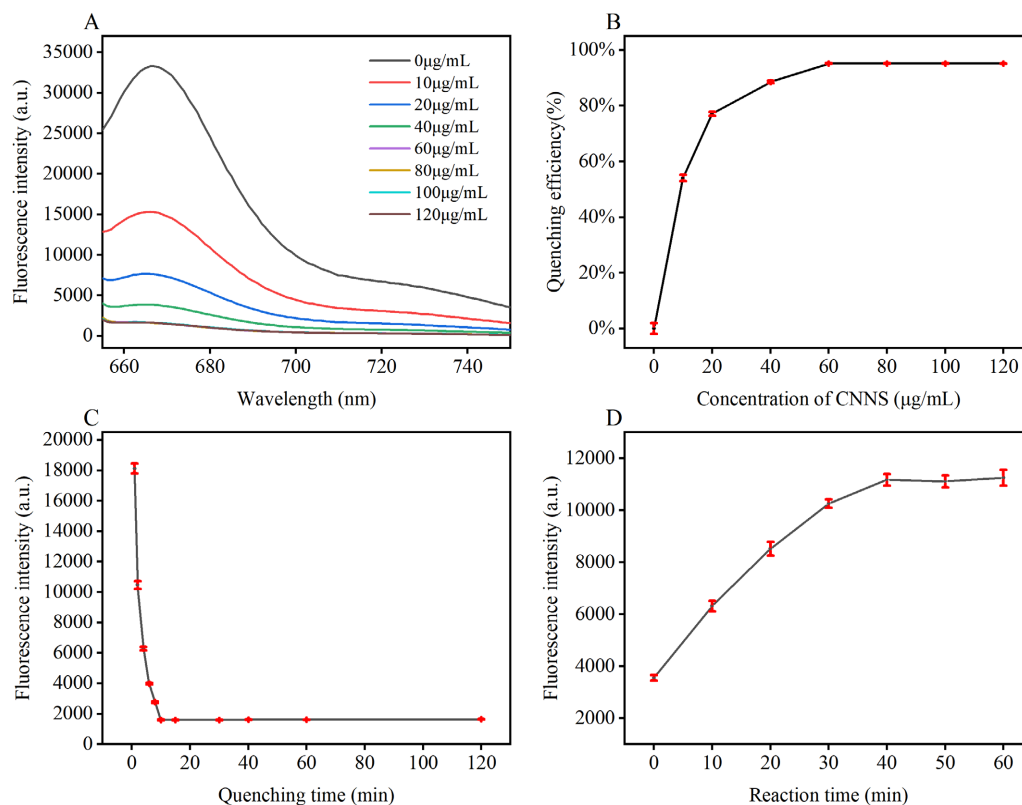 A
35000
30000
25000
20000
15000
10000
5000
0
Fluorescence intensity (a.u.)
0μg/mL
10μg/mL
20μg/mL
40μg/mL
60μg/mL
80μg/mL
100μg/mL
120μg/mL
660
680
700
720
740
Wavelength (nm)
B
100%
80%
60%
40%
20%
0%
Quenching efficiency(%)
0
20
40
60
80
100
120
Concentration of CNNS (μg/mL)
C
20000
18000
16000
14000
12000
10000
8000
6000
4000
2000
0
Fluorescence intensity (a.u.)
0
20
40
60
80
100
120
Quenching time (min)
D
12000
10000
8000
6000
4000
2000
Fluorescence intensity (a.u.)
0
10
20
30
40
50
60
Reaction time (min)